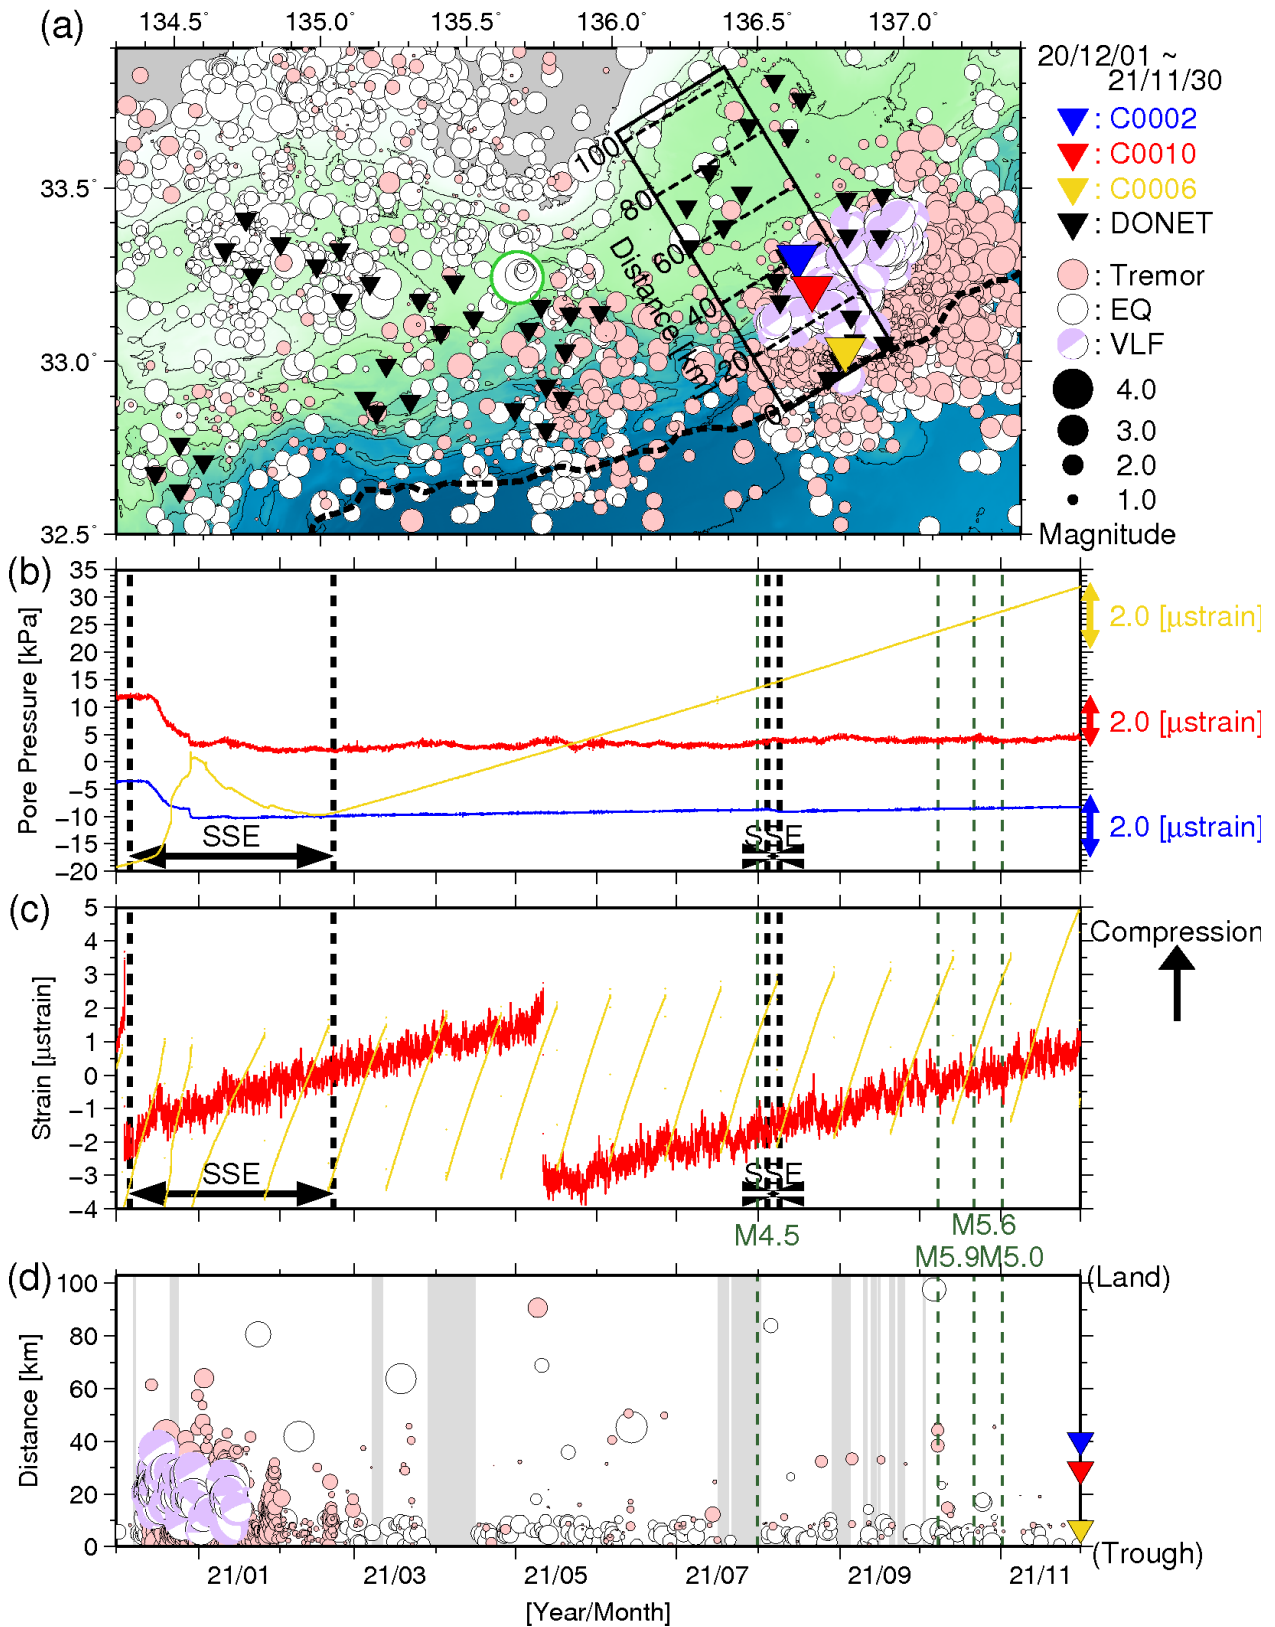 (a)
134.5° 135.0° 135.5° 136.0° 136.5° 137.0°
20/12/01 ~
21/11/30
: C0002
: C0010
: C0006
: DONET
: Tremor
: EQ
: VLF
4.0
3.0
2.0
1.0
Magnitude
33.5°
33.0°
32.5°
100
80
60
40
20
0
Distance [km]
(b)
Pore Pressure [kPa]
35
30
25
20
15
10
5
0
−5
−10
−15
−20
SSE
SSE
2.0 [μstrain]
2.0 [μstrain]
2.0 [μstrain]
(c)
Strain [μstrain]
5
4
3
2
1
0
−1
−2
−3
−4
SSE
SSE
Compression
M4.5
M5.6
M5.9 M5.0
(d)
Distance [km]
100
80
60
40
20
0
(Land)
(Trough)
21/01 21/03 21/05 21/07 21/09 21/11
[Year/Month]